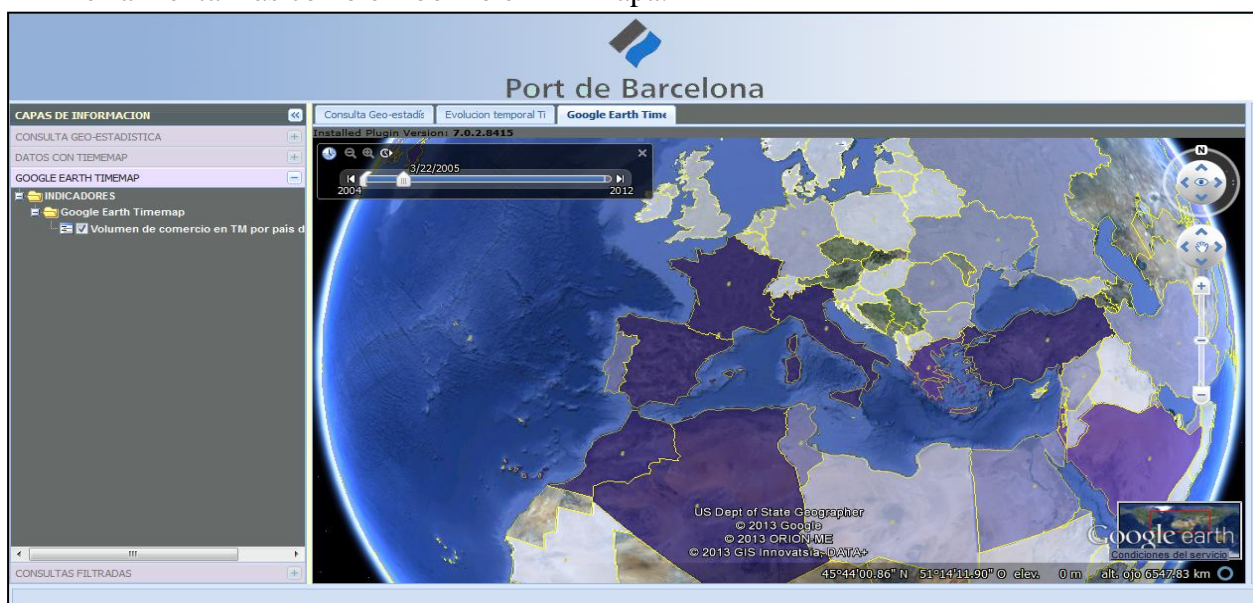 Port de Barcelona
CAPAS DE INFORMACION
CONSULTA GEO-ESTADISTICA
DATOS CON TIEMEMAP
GOOGLE EARTH TIMEMAP
INDICADORES
Google Earth Timemap
Volumen de comercio en TM por pais d
CONSULTAS FILTRADAS
Consulta Geo-estadís
Evolucion temporal Ti
Google Earth Time
Installed Plugin Version: 7.0.2.8415
3/22/2005
2004
2012
N
US Dept of State Geographer
© 2013 Google
© 2013 ORION-ME
© 2013 GIS Innovatsia, DATA+
Google earth
Condiciones del servicio
45°44'00.86" N 51°14'11.90" O elev. 0 m alt. ojo 6547.83 km